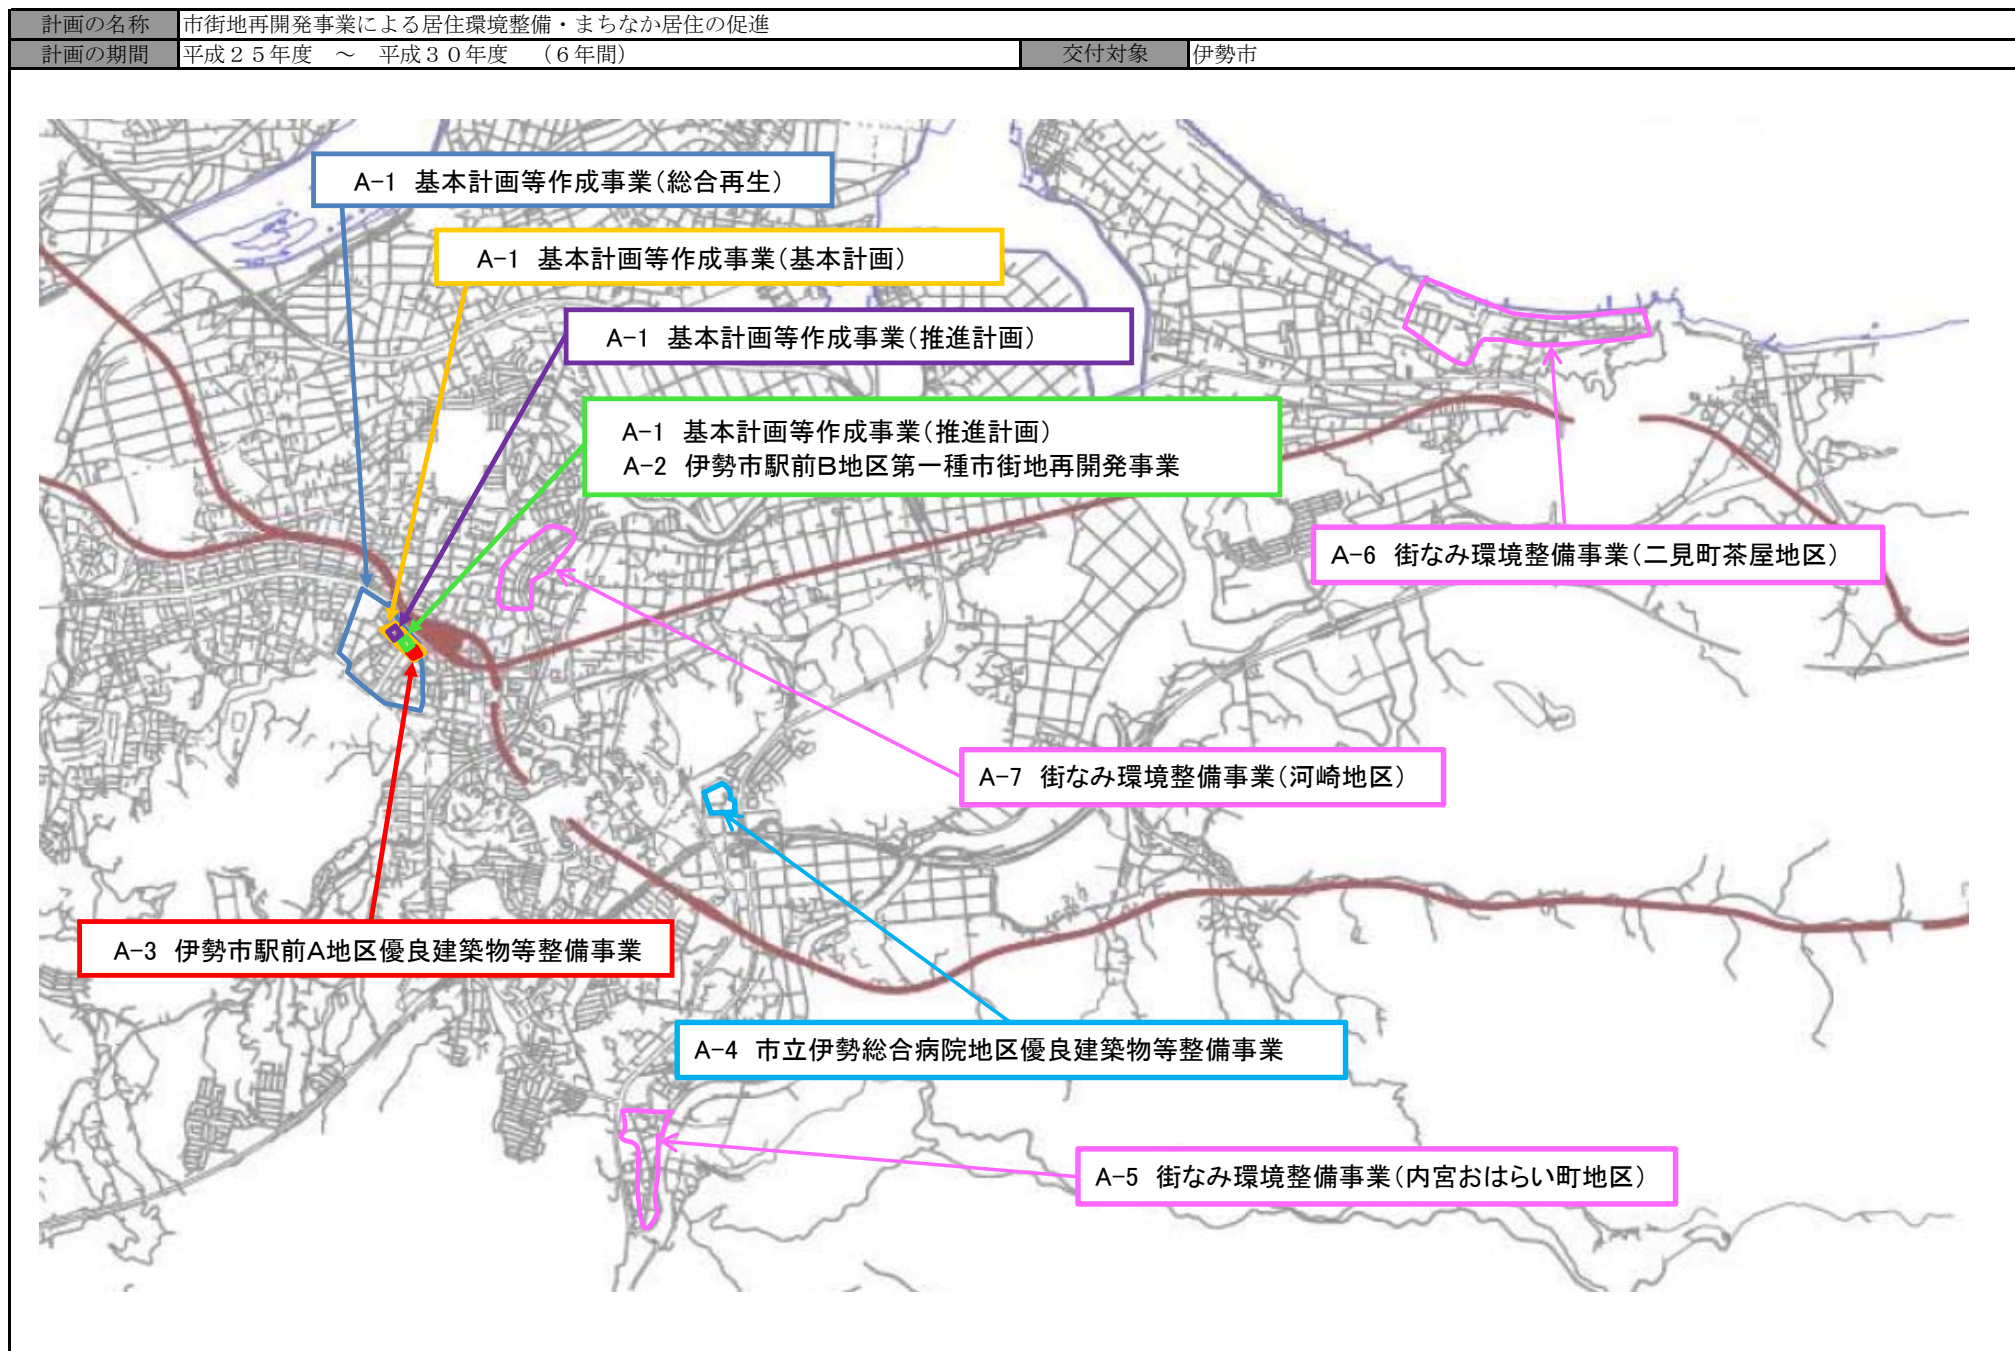 計画の名称 市街地再開発事業による居住環境整備・まちなか居住の促進
計画の期間 平成25年度 ~ 平成30年度 (6年間) 交付対象 伊勢市
A-1 基本計画等作成事業(総合再生)
A-1 基本計画等作成事業(基本計画)
A-1 基本計画等作成事業(推進計画)
A-1 基本計画等作成事業(推進計画)
A-2 伊勢市駅前B地区第一種市街地再開発事業
A-6 街なみ環境整備事業(二見町茶屋地区)
A-7 街なみ環境整備事業(河崎地区)
A-3 伊勢市駅前A地区優良建築物等整備事業
A-4 市立伊勢総合病院地区優良建築物等整備事業
A-5 街なみ環境整備事業(内宮おはらい町地区)